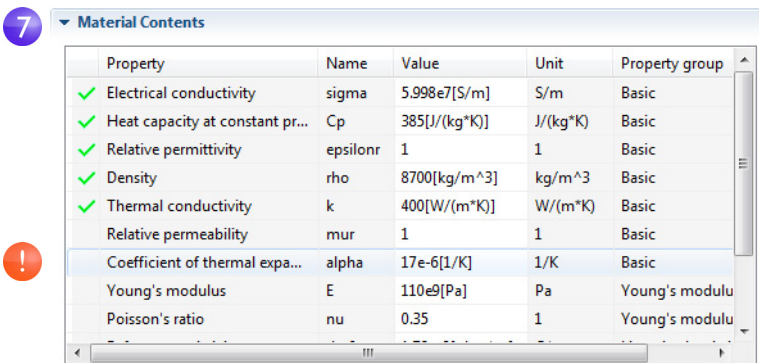 7
Material Contents
Property Name Value Unit Property group
Electrical conductivity sigma 5.998e7[S/m] S/m Basic
Heat capacity at constant pr... Cp 385[J/(kg*K)] J/(kg*K) Basic
Relative permittivity epsilonr 1 1 Basic
Density rho 8700[kg/m^3] kg/m^3 Basic
Thermal conductivity k 400[W/(m*K)] W/(m*K) Basic
Relative permeability mur 1 1 Basic
! Coefficient of thermal expa... alpha 17e-6[1/K] 1/K Basic
Young's modulus E 110e9[Pa] Pa Young's modulu
Poisson's ratio nu 0.35 1 Young's modulu